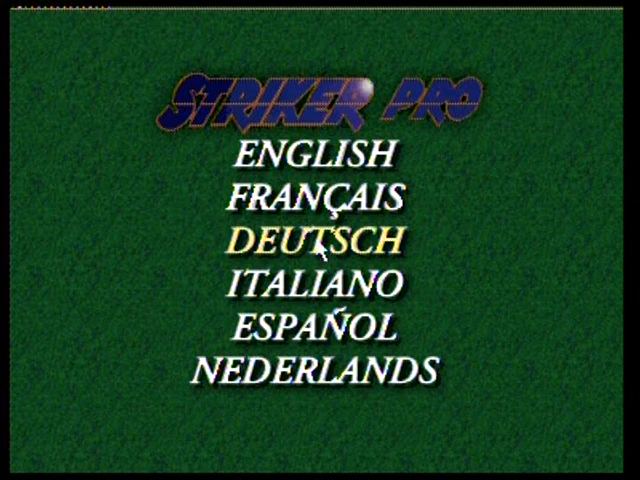 STRIKER PRO
ENGLISH
FRANÇAIS
DEUTSCH
ITALIANO
ESPAÑOL
NEDERLANDS